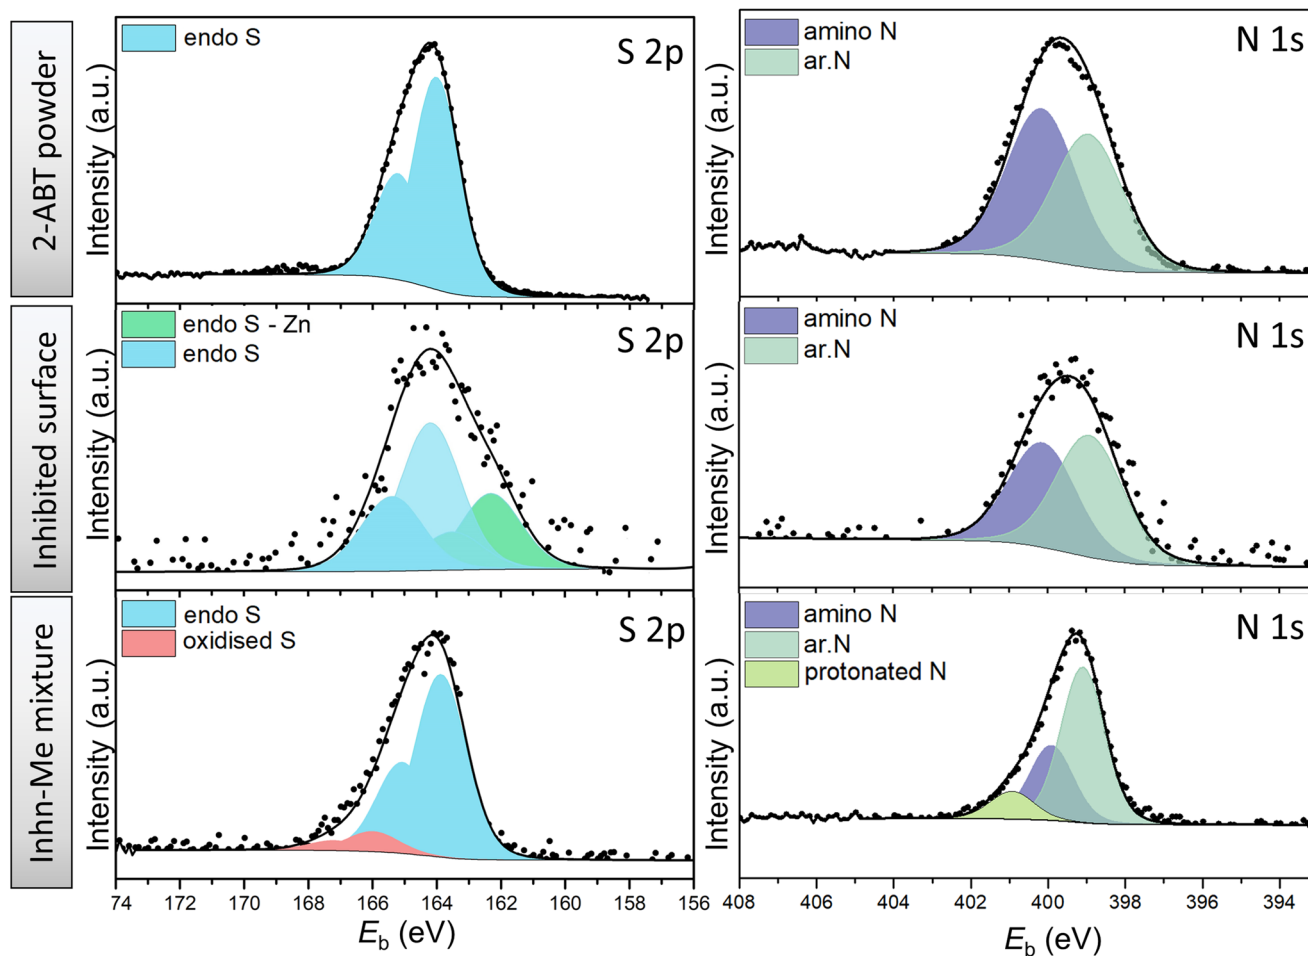 2-ABT powder
Intensity (a.u.)
endo S
S 2p
Intensity (a.u.)
amino N
ar.N
N 1s
Inhibited surface
Intensity (a.u.)
endo S - Zn
endo S
S 2p
Intensity (a.u.)
amino N
ar.N
N 1s
Inhn-Me mixture
Intensity (a.u.)
endo S
oxidised S
S 2p
Intensity (a.u.)
amino N
ar.N
protonated N
N 1s
74 172 170 168 166 164 162 160 158 156
408 406 404 402 400 398 396 394
Eb (eV)
Eb (eV)